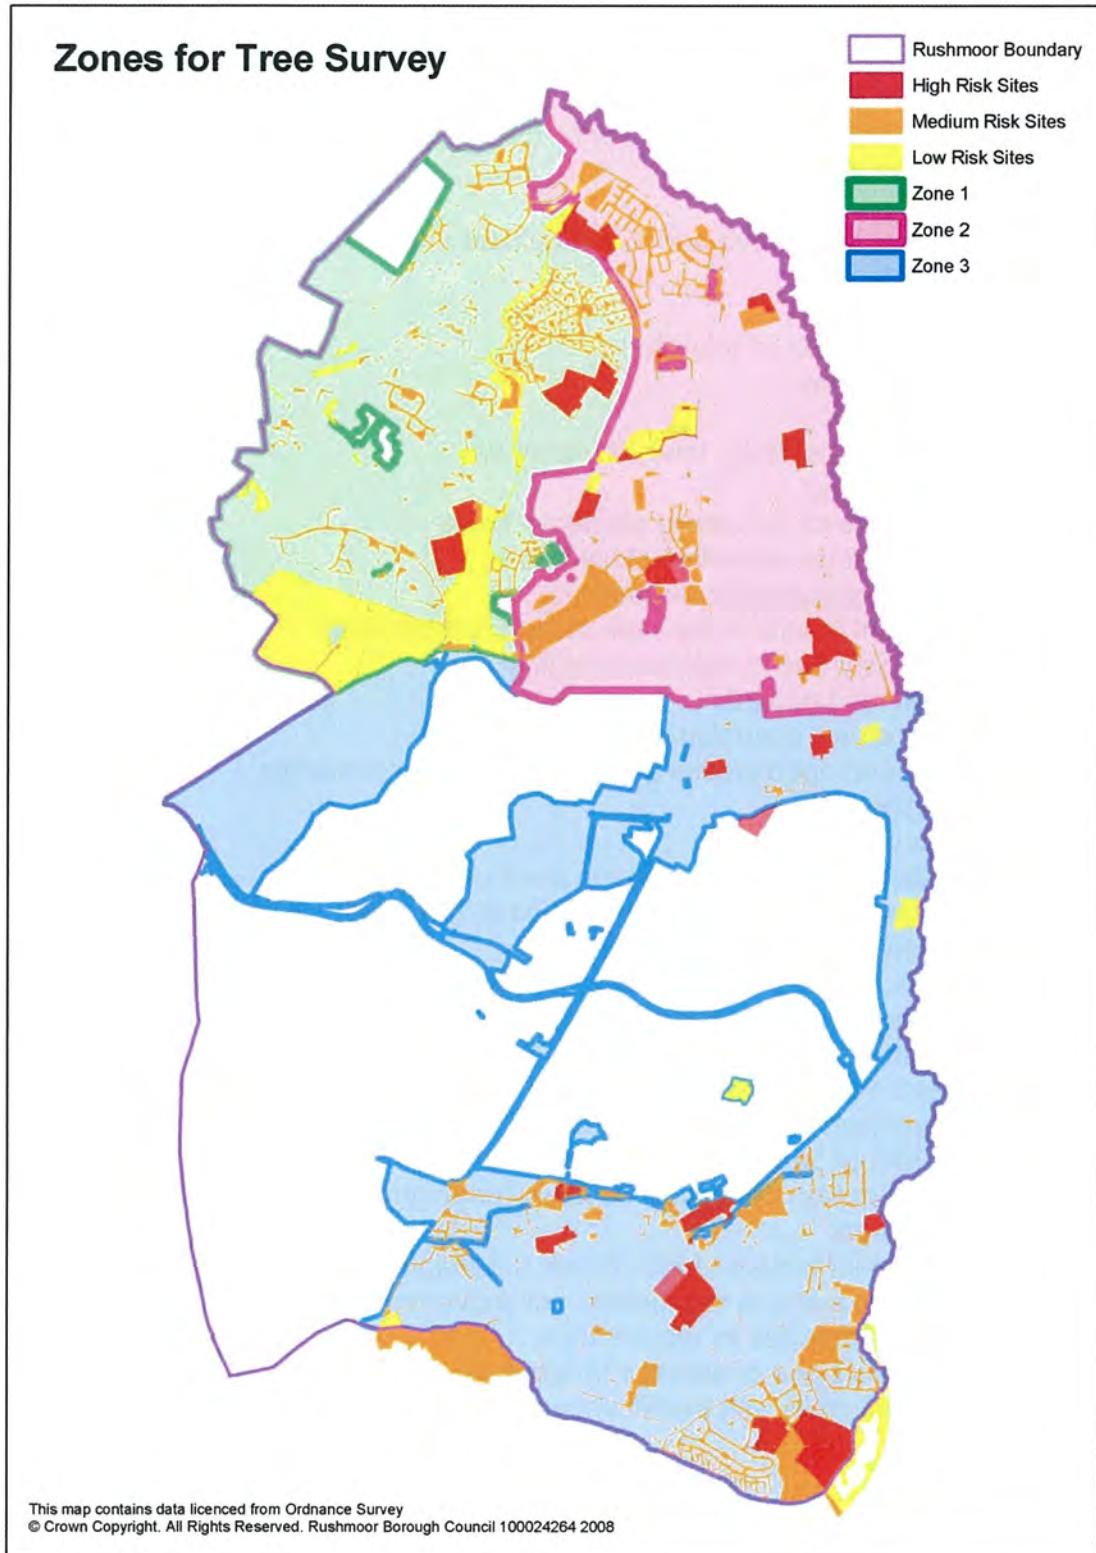 Zones for Tree Survey
Rushmoor Boundary
High Risk Sites
Medium Risk Sites
Low Risk Sites
Zone 1
Zone 2
Zone 3
This map contains data licenced from Ordnance Survey
© Crown Copyright. All Rights Reserved. Rushmoor Borough Council 100024264 2008